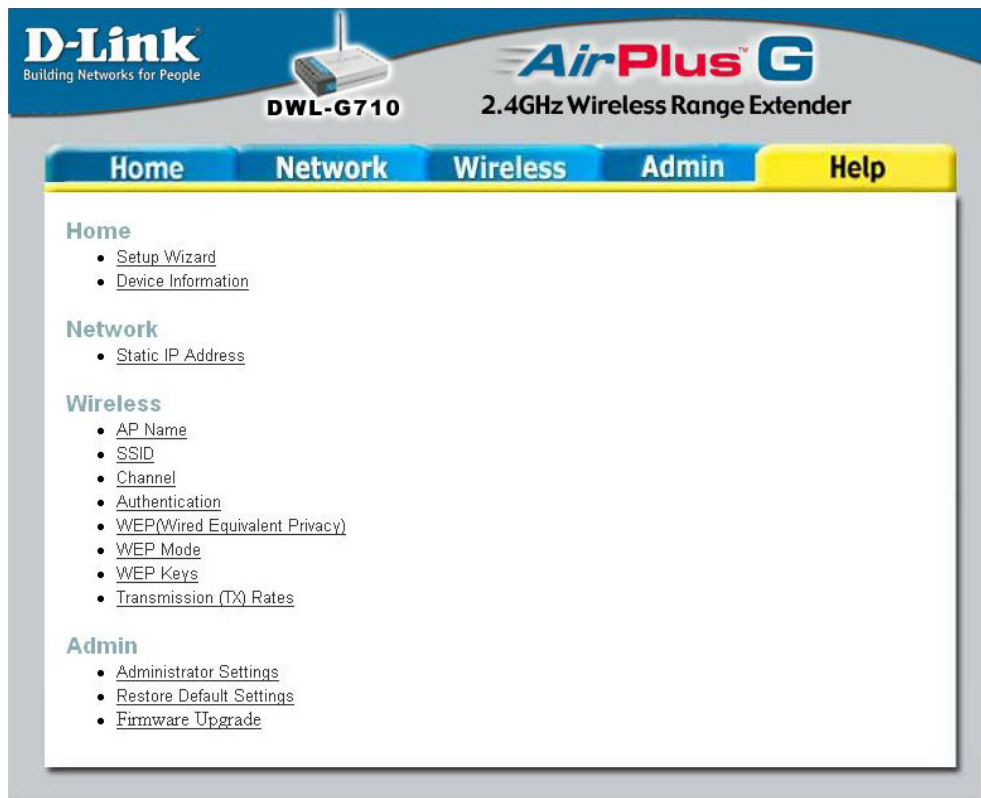 D-Link
Building Networks for People
DWL-G710
AirPlus™ G
2.4GHz Wireless Range Extender
Home Network Wireless Admin Help
Home
• Setup Wizard
• Device Information
Network
• Static IP Address
Wireless
• AP Name
• SSID
• Channel
• Authentication
• WEP(Wired Equivalent Privacy)
• WEP Mode
• WEP Keys
• Transmission (TX) Rates
Admin
• Administrator Settings
• Restore Default Settings
• Firmware Upgrade